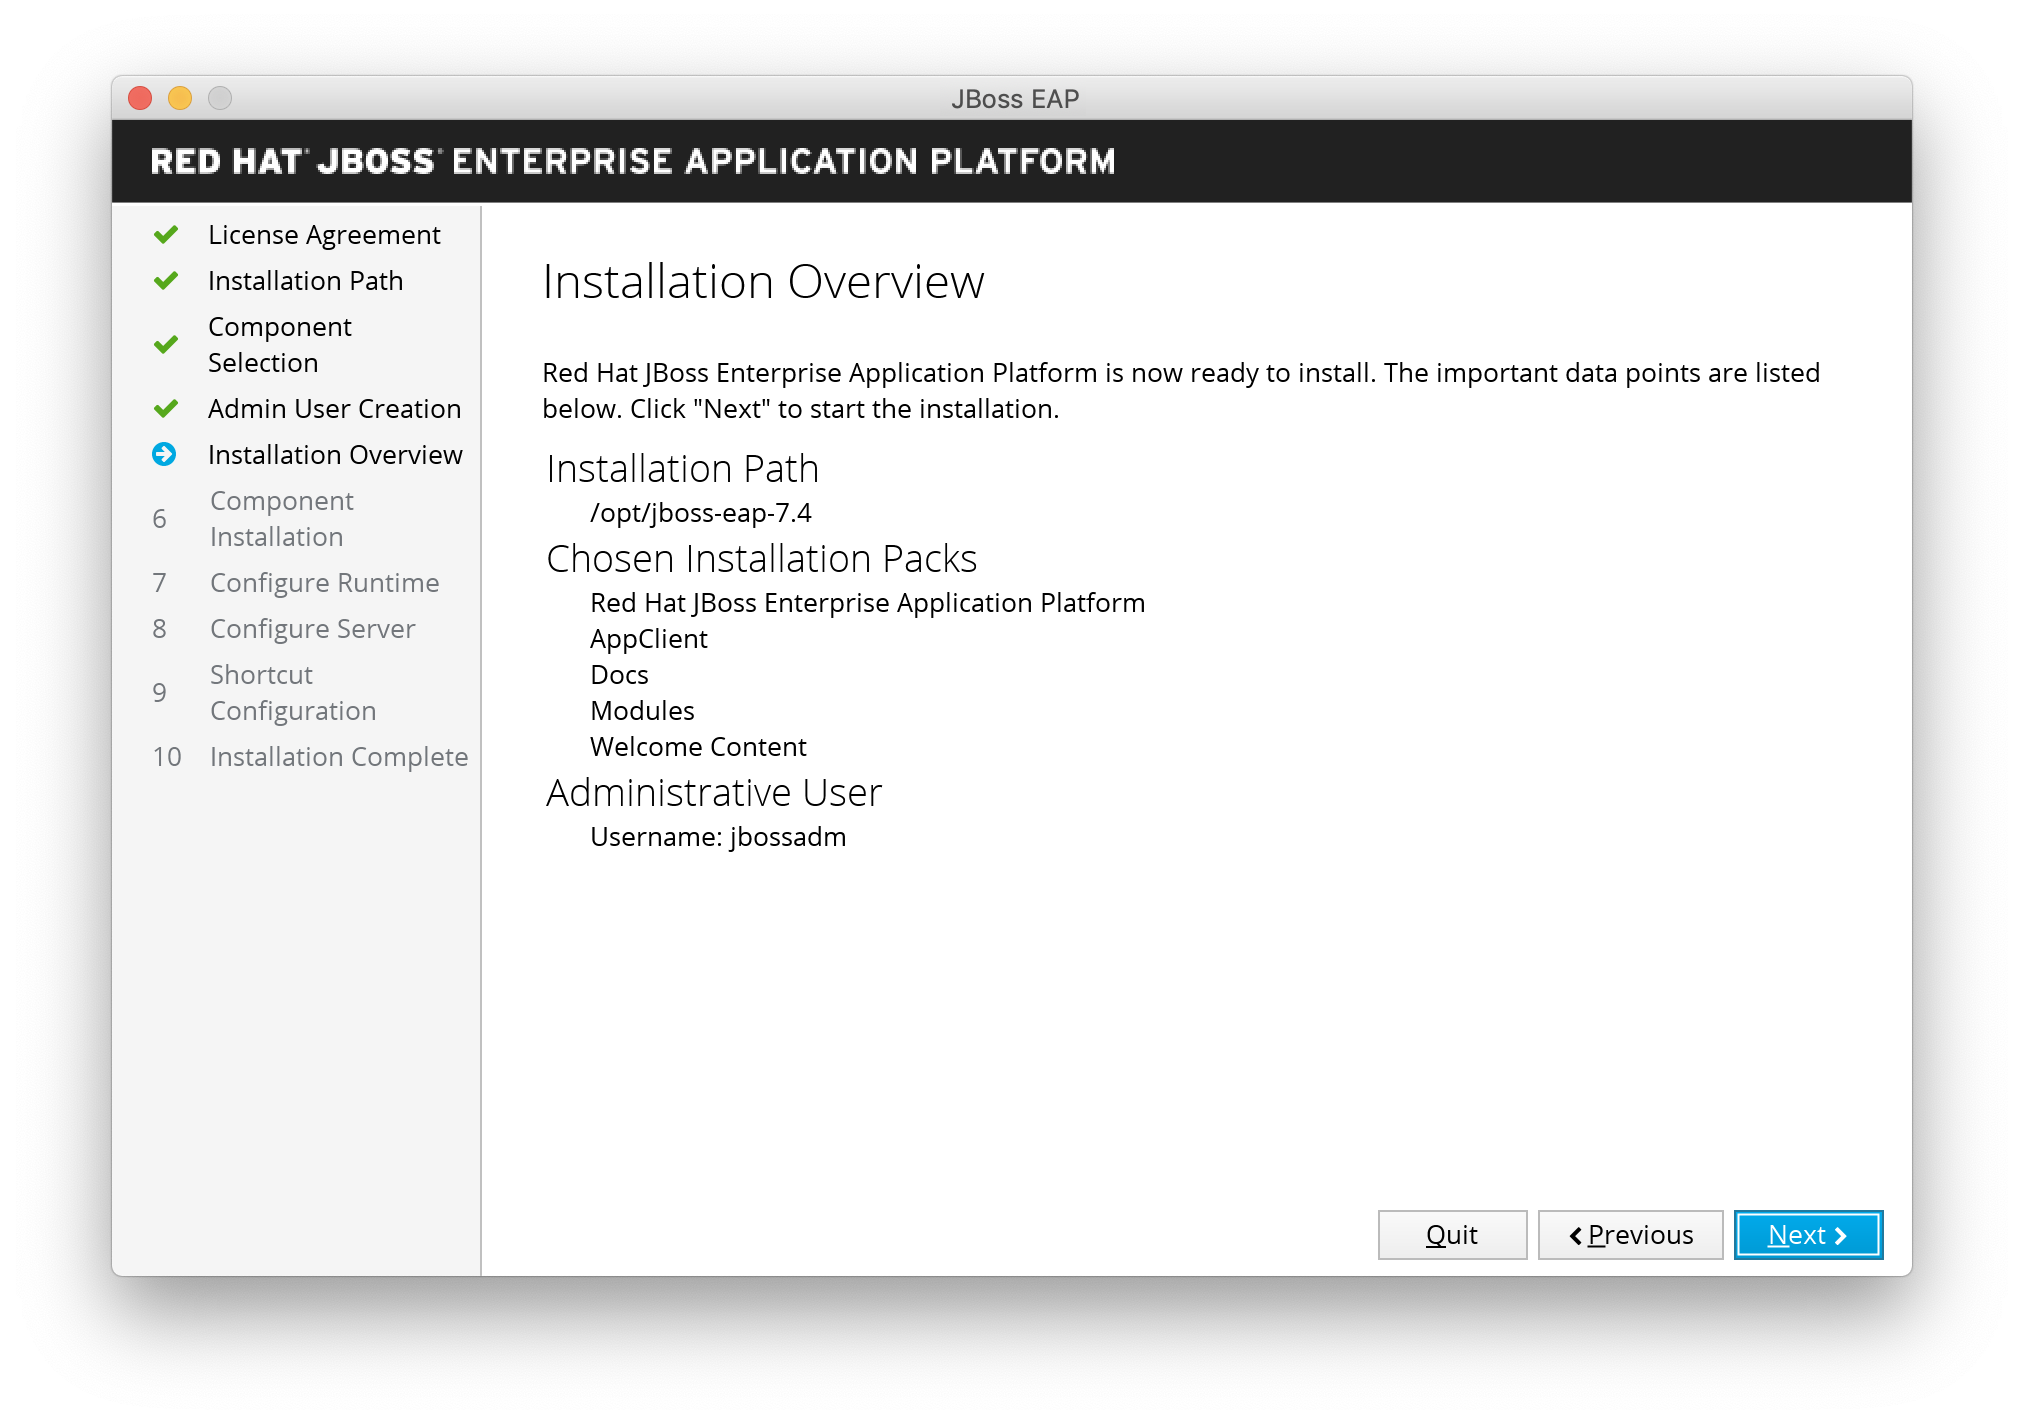 JBoss EAP
RED HAT JBOSS ENTERPRISE APPLICATION PLATFORM
License Agreement
Installation Path
Component
Selection
Admin User Creation
Installation Overview
6 Component
Installation
7 Configure Runtime
8 Configure Server
9 Shortcut
Configuration
10 Installation Complete
Installation Overview
Red Hat JBoss Enterprise Application Platform is now ready to install. The important data points are listed
below. Click "Next" to start the installation.
Installation Path
/opt/jboss-eap-7.4
Chosen Installation Packs
Red Hat JBoss Enterprise Application Platform
AppClient
Docs
Modules
Welcome Content
Administrative User
Username: jbossadm
Quit
Previous
Next